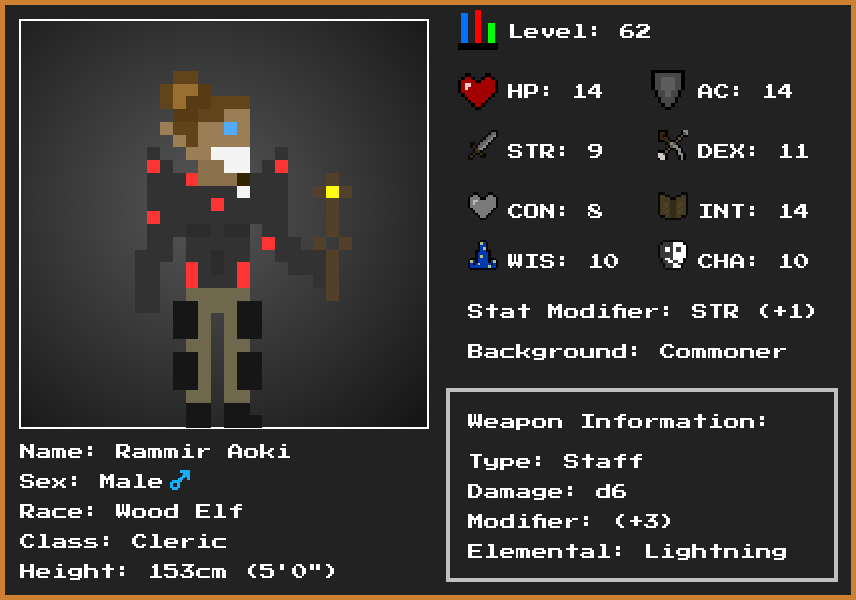 Level: 62
HP: 14
AC: 14
STR: 9
DEX: 11
CON: 8
INT: 14
WIS: 10
CHA: 10
Stat Modifier: STR (+1)
Background: Commoner
Weapon Information:
Type: Staff
Damage: d6
Modifier: (+3)
Elemental: Lightning
Name: Rammir Aoki
Sex: Male♂
Race: Wood Elf
Class: Cleric
Height: 153cm (5'0")